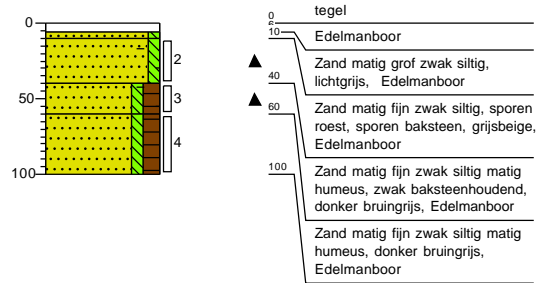 0
50
100
2
3
4
0
6
10
40
60
100
tegel
Edelmanboor
Zand matig grof zwak siltig,
lichtgrijs, Edelmanboor
Zand matig fijn zwak siltig, sporen
roest, sporen baksteen, grijsbeige,
Edelmanboor
Zand matig fijn zwak siltig matig
humeus, zwak baksteenhoudend,
donker bruingrijs, Edelmanboor
Zand matig fijn zwak siltig matig
humeus, donker bruingrijs,
Edelmanboor